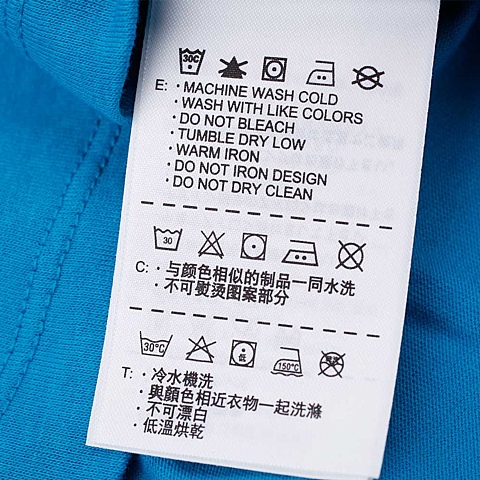 30C
E: · MACHINE WASH COLD
· WASH WITH LIKE COLORS
· DO NOT BLEACH
· TUMBLE DRY LOW
· WARM IRON
· DO NOT IRON DESIGN
· DO NOT DRY CLEAN
30
C: · 与颜色相似的制品一同水洗
· 不可熨烫图案部分
30°C 低 150°C
T: · 冷水機洗
· 與顏色相近衣物一起洗滌
· 不可漂白
· 低溫烘乾